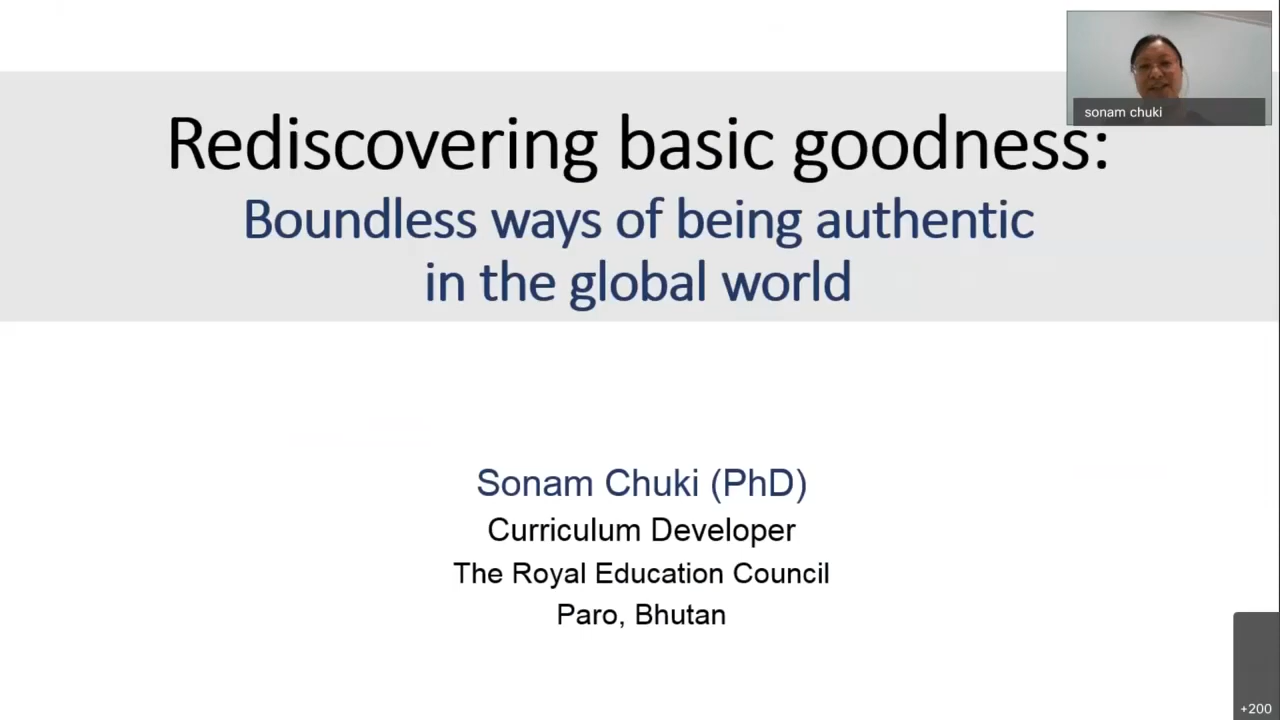 sonam chuki
Rediscovering basic goodness:
Boundless ways of being authentic
in the global world
Sonam Chuki (PhD)
Curriculum Developer
The Royal Education Council
Paro, Bhutan
+200